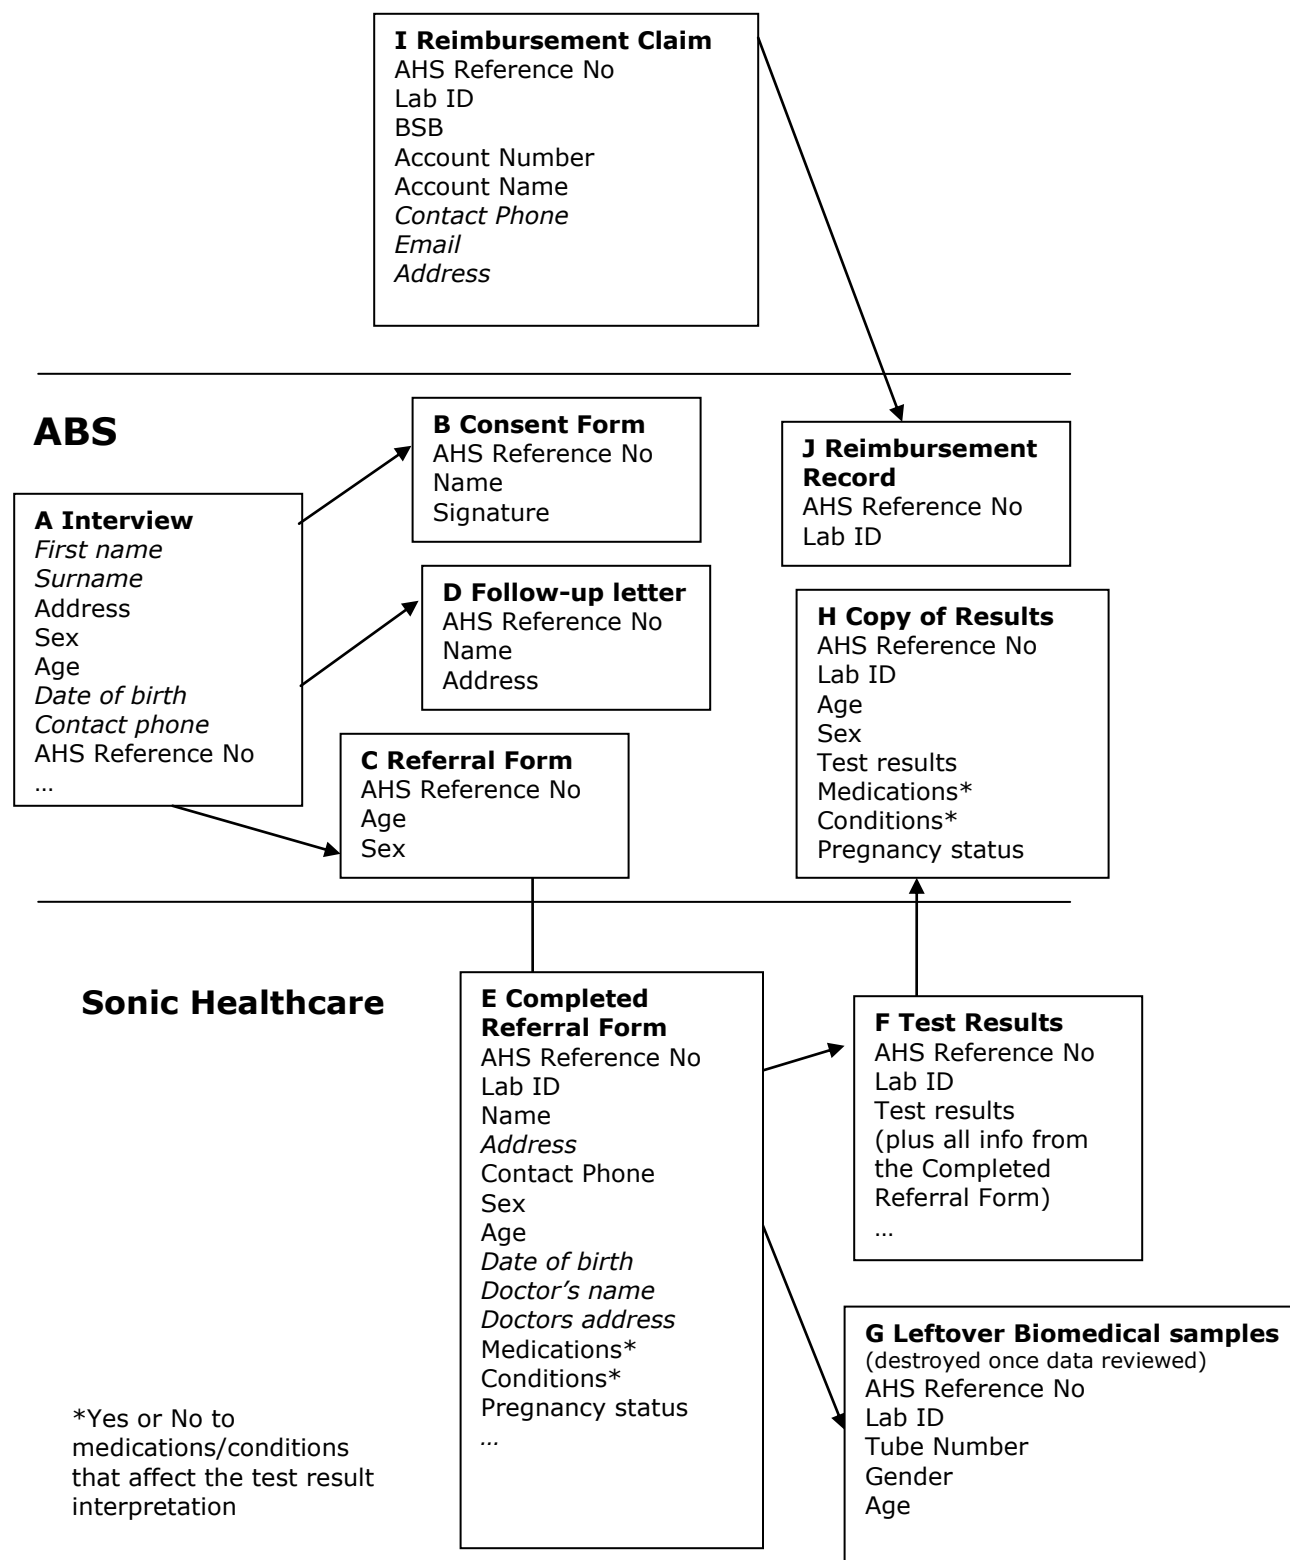 I Reimbursement Claim
AHS Reference No
Lab ID
BSB
Account Number
Account Name
Contact Phone
Email
Address
ABS
A Interview
First name
Surname
Address
Sex
Age
Date of birth
Contact phone
AHS Reference No
...
B Consent Form
AHS Reference No
Name
Signature
D Follow-up letter
AHS Reference No
Name
Address
C Referral Form
AHS Reference No
Age
Sex
J Reimbursement
Record
AHS Reference No
Lab ID
H Copy of Results
AHS Reference No
Lab ID
Age
Sex
Test results
Medications*
Conditions*
Pregnancy status
Sonic Healthcare
E Completed
Referral Form
AHS Reference No
Lab ID
Name
Address
Contact Phone
Sex
Age
Date of birth
Doctor’s name
Doctors address
Medications*
Conditions*
Pregnancy status
...
F Test Results
AHS Reference No
Lab ID
Test results
(plus all info from
the Completed
Referral Form)
...
G Leftover Biomedical samples
(destroyed once data reviewed)
AHS Reference No
Lab ID
Tube Number
Gender
Age
*Yes or No to
medications/conditions
that affect the test result
interpretation